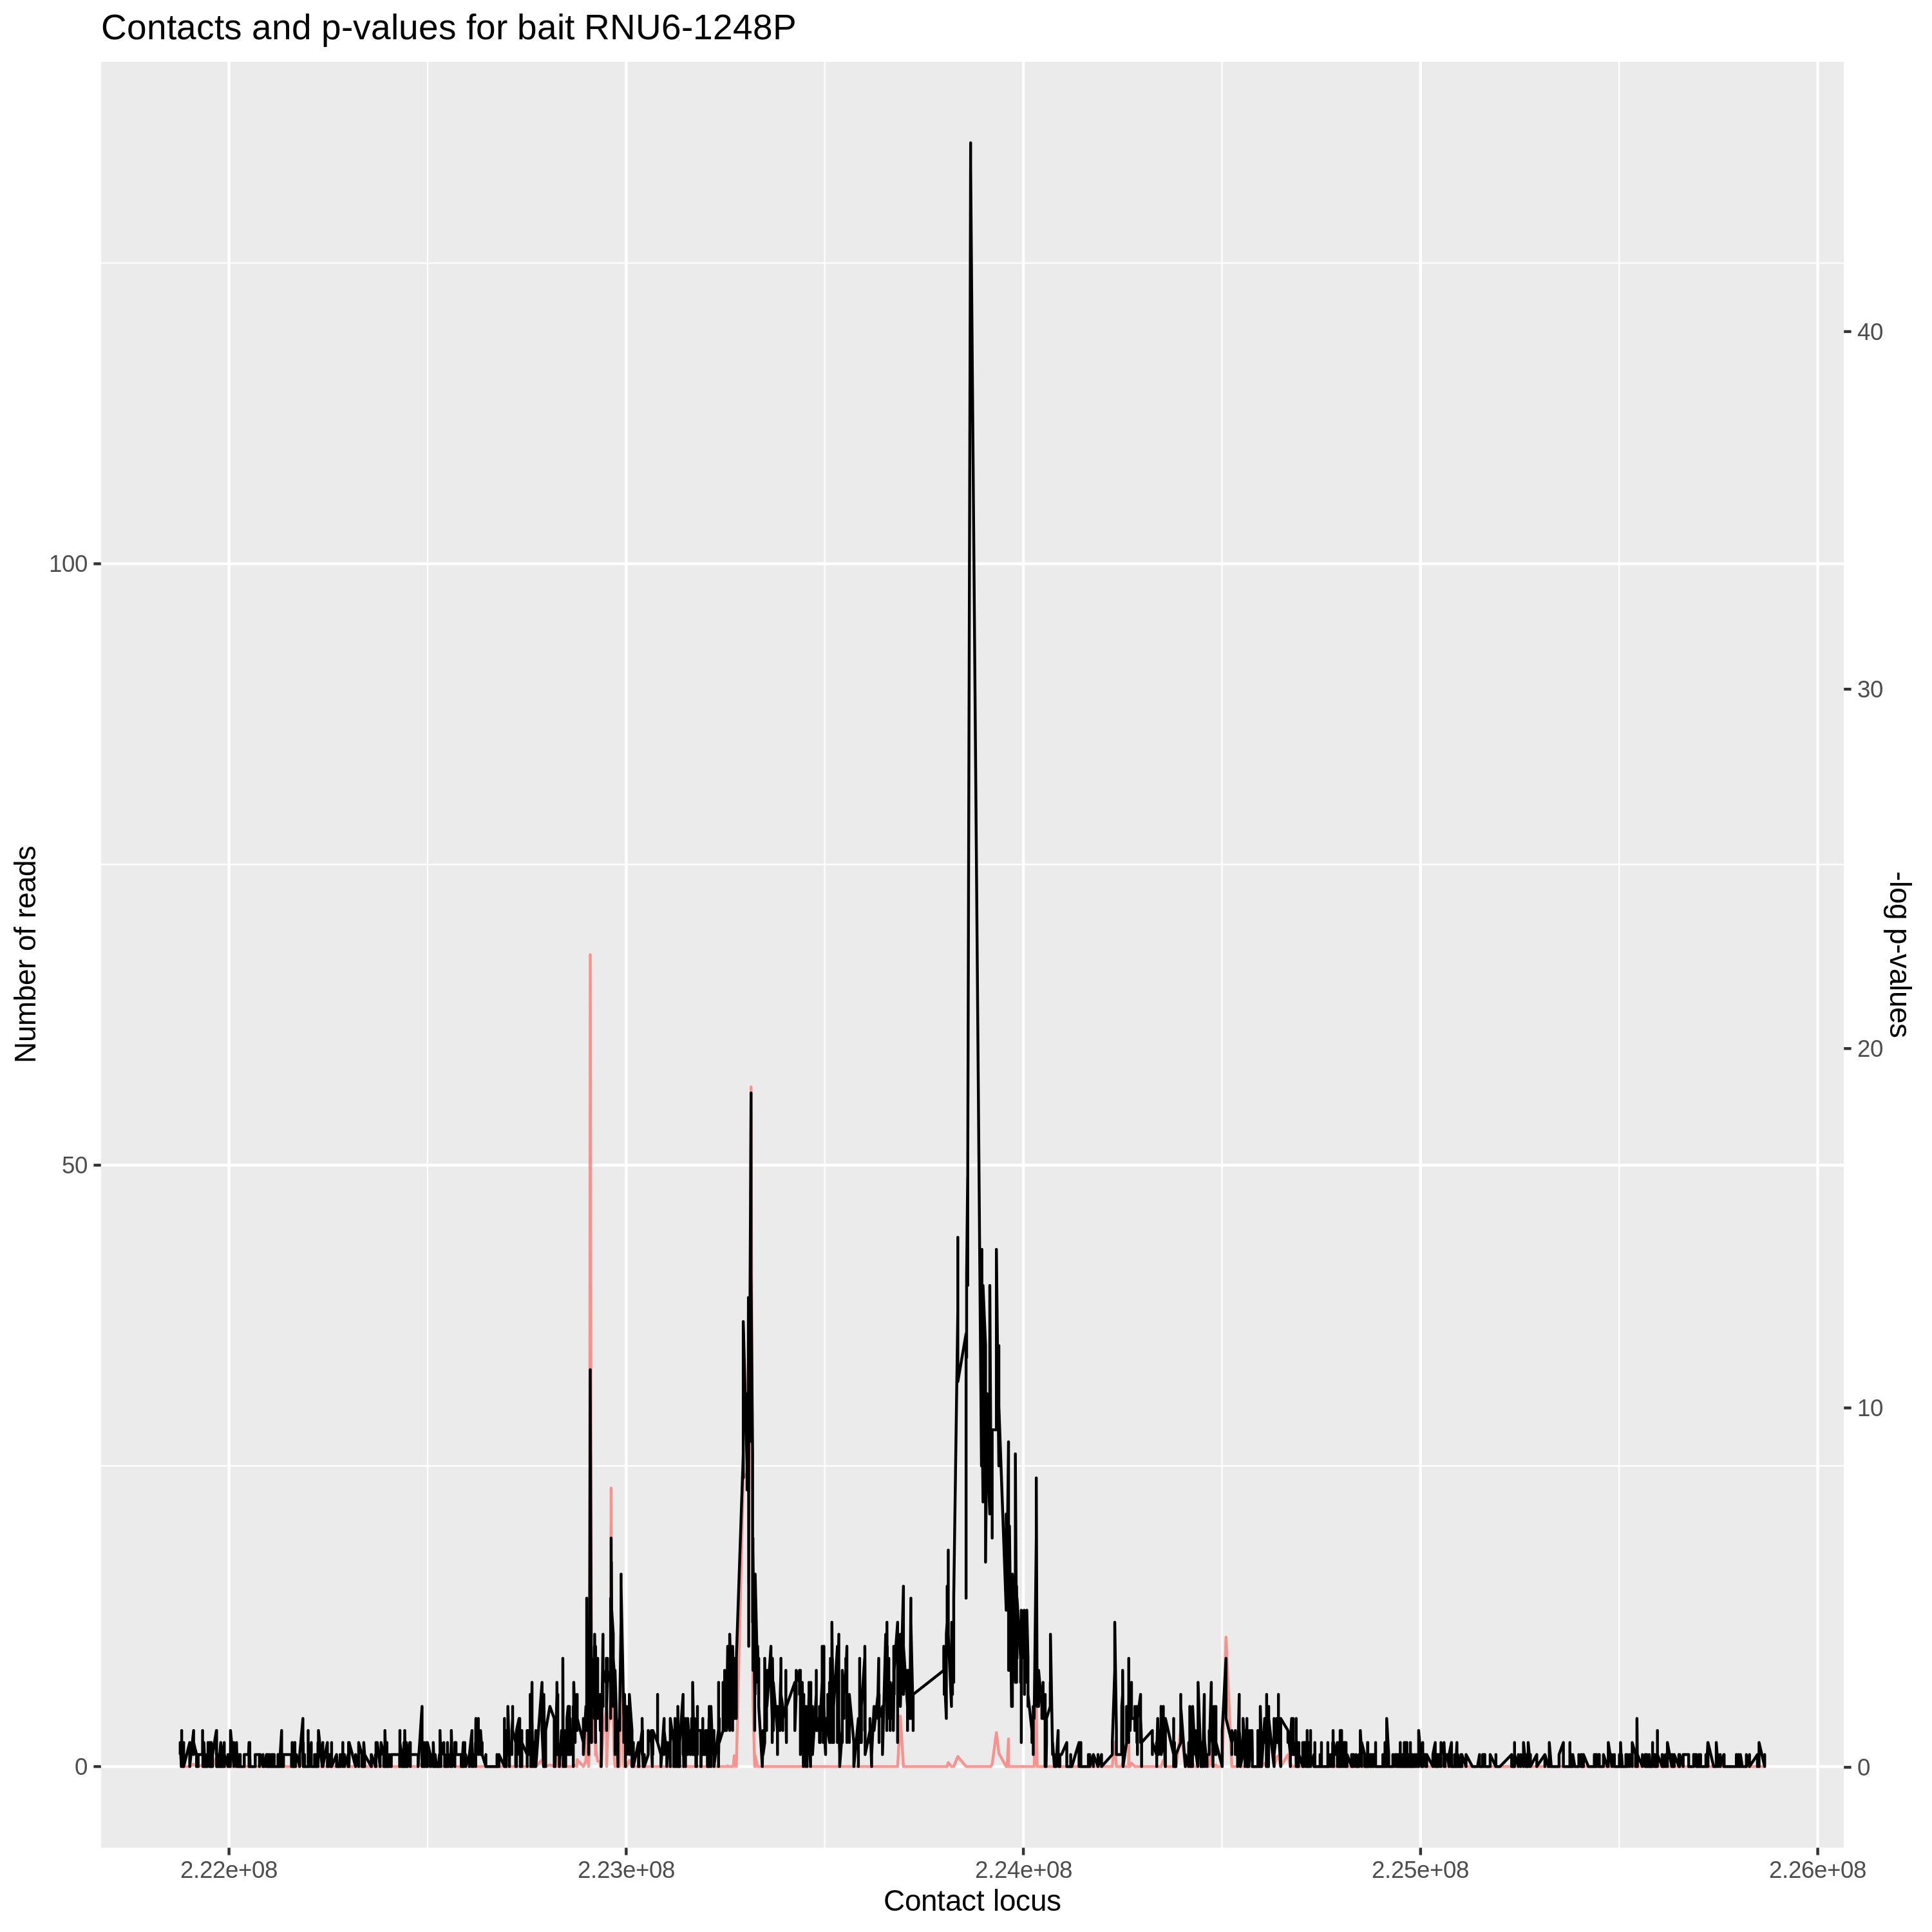 Contacts and p-values for bait RNU6-1248P
Number of reads
100
50
0
40
30
20
10
0
-log p-values
2.22e+08 2.23e+08 2.24e+08 2.25e+08 2.26e+08
Contact locus